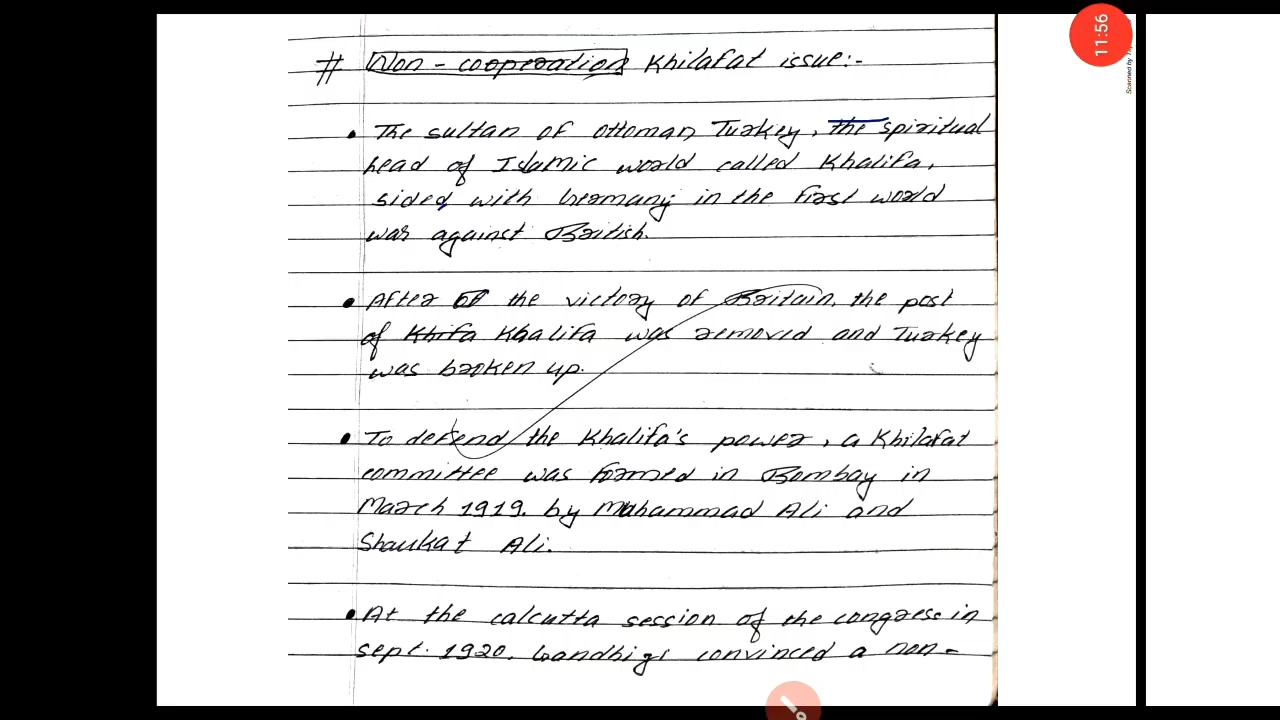 # Non-cooperation Khilafat issue:-
• The sultan of Ottoman Turkey, the spiritual
head of Islamic world called Khalifa,
sided with Germany in the First world
war against British.
• After the victory of Britain, the post
of Khifa Khalifa was removed and Turkey
was broken up.
• To defend the Khalifa's power, a Khilafat
committee was formed in Bombay in
March 1919. by Muhammad Ali and
Shaukat Ali.
• At the calcutta session of the congress in
sept. 1920, Gandhigi convinced a non-
11:56
Scanned by